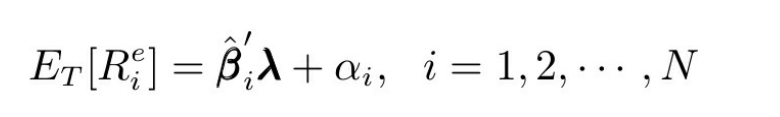 E_T[R_i^e] = \hat{\boldsymbol{\beta}}_i' \boldsymbol{\lambda} + \alpha_i, \quad i = 1, 2, \cdots, N